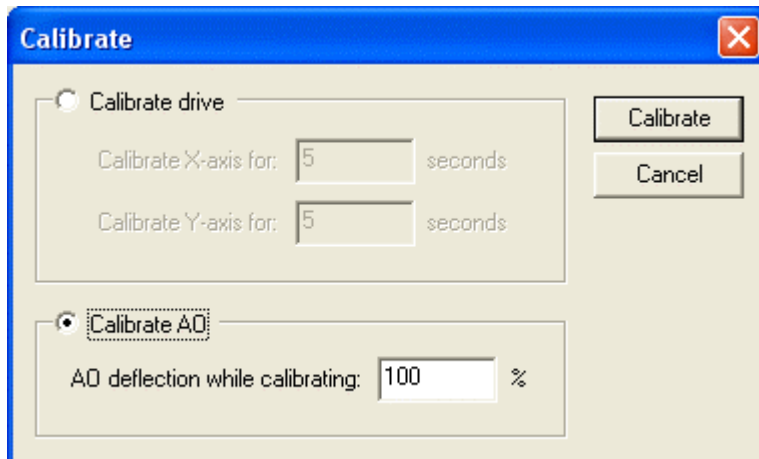 Calibrate
Calibrate drive
Calibrate X-axis for: 5 seconds
Calibrate Y-axis for: 5 seconds
Calibrate AO
AO deflection while calibrating: 100 %
Calibrate
Cancel